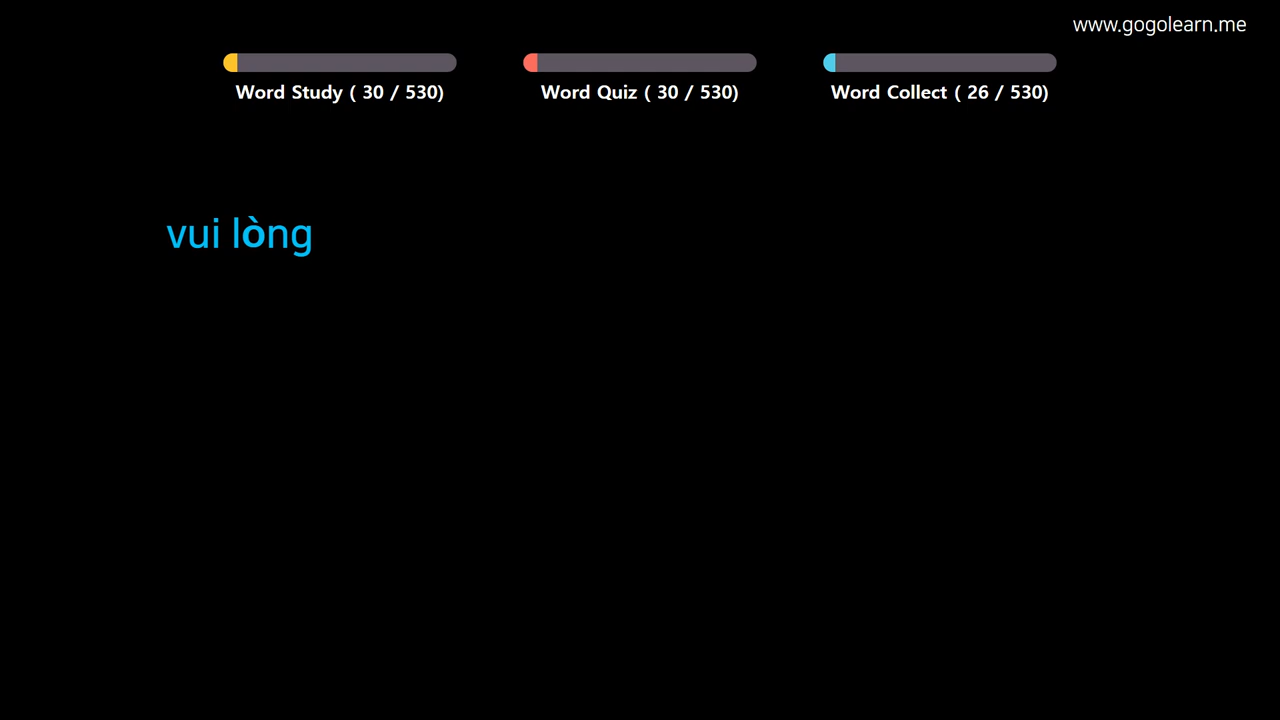 www.gogolearn.me
Word Study ( 30 / 530)
Word Quiz ( 30 / 530)
Word Collect ( 26 / 530)
vui lòng